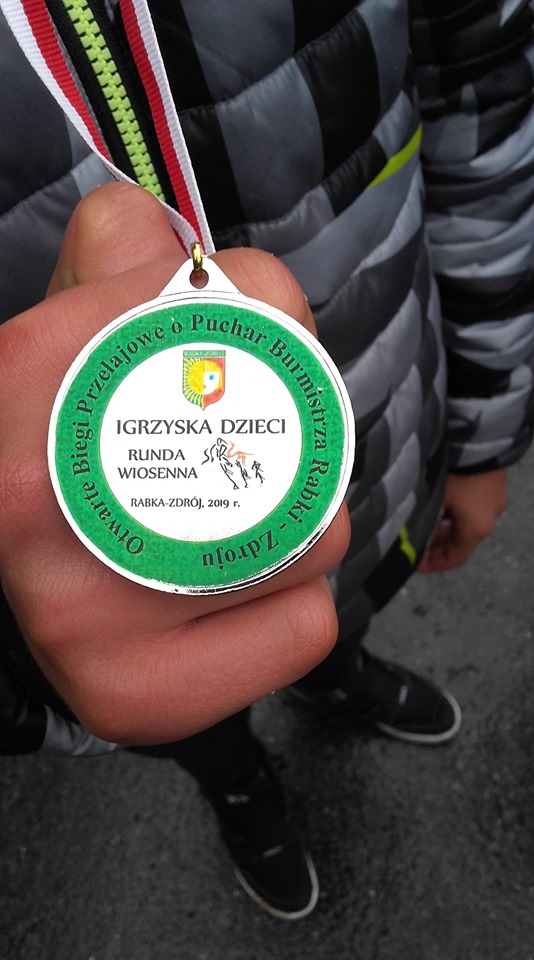 Otwarte Biegi Przełajowe o Puchar Burmistrza Rabki - Zdroju
IGRZYSKA DZIECI
RUNDA
WIOSENNA
RABKA-ZDRÓJ, 2019 r.